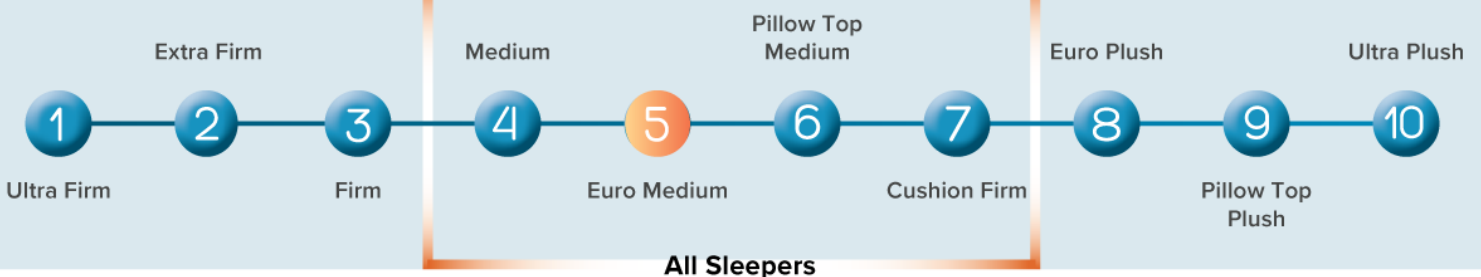 Pillow Top
Extra Firm Medium Medium Euro Plush Ultra Plush
1 2 3 4 5 6 7 8 9 10
Ultra Firm Firm Euro Medium Cushion Firm Pillow Top
Plush
All Sleepers